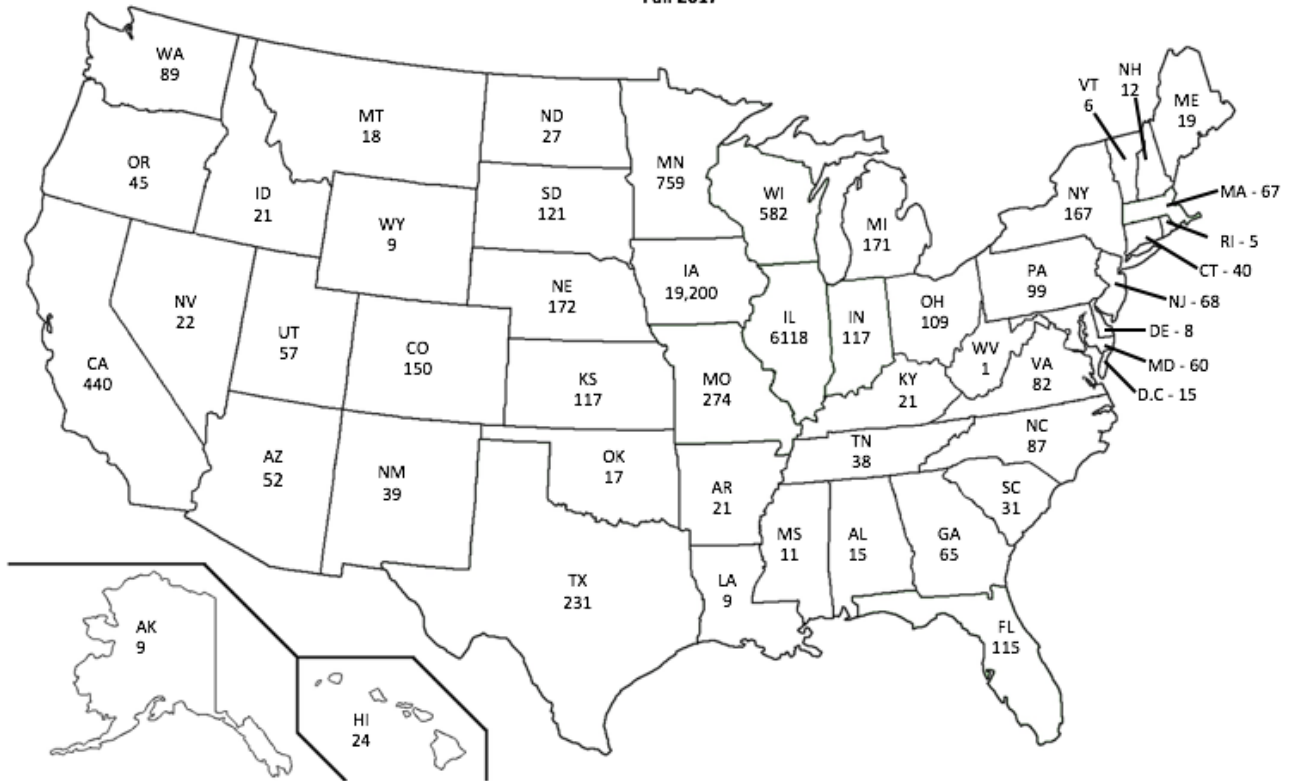 Fall 2017
WA
89
MT
18
ND
27
MN
759
VT
6
NH
12
ME
19
OR
45
ID
21
SD
121
WI
582
NY
167
MA - 67
WY
9
MI
171
RI - 5
CT - 40
NJ - 68
DE - 8
MD - 60
D.C - 15
NV
22
UT
57
NE
172
IA
19,200
PA
99
CA
440
CO
150
IL
6118
IN
117
OH
109
WV
1
VA
82
KS
117
MO
274
KY
21
NC
87
AZ
52
NM
39
OK
17
TN
38
AR
21
SC
31
MS
11
AL
15
GA
65
TX
231
LA
9
FL
115
AK
9
HI
24